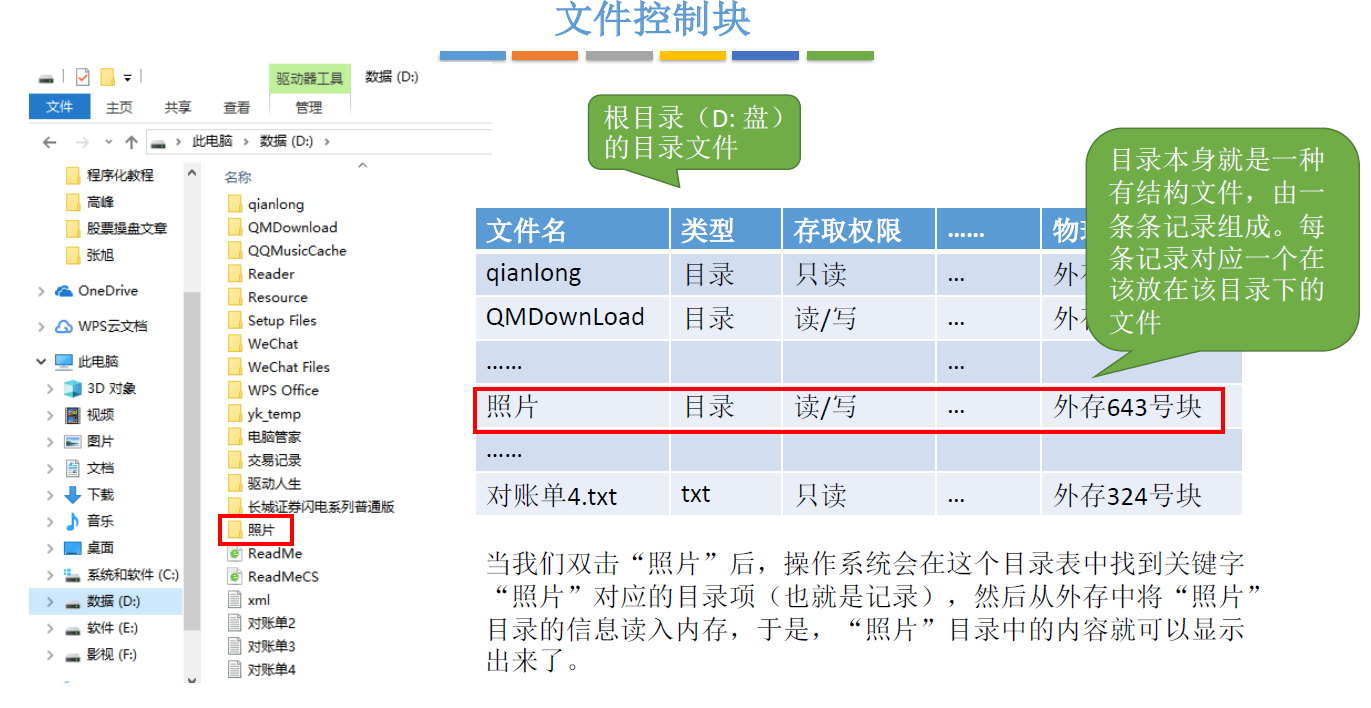 文件控制块
驱动器工具
数据 (D:)
文件
主页
共享
查看
管理
此电脑
数据 (D:)
程序化教程
高峰
股票操盘文章
张旭
OneDrive
WPS云文档
此电脑
3D 对象
视频
图片
文档
下载
音乐
桌面
系统和软件 (C:)
数据 (D:)
软件 (E:)
影视 (F:)
名称
qianlong
QMDownload
QQMusicCache
Reader
Resource
Setup Files
WeChat
WeChat Files
WPS Office
yk_temp
电脑管家
交易记录
驱动人生
长城证券闪电系列普通版
照片
ReadMe
ReadMeCS
xml
对账单2
对账单3
对账单4
根目录（D: 盘）
的目录文件
目录本身就是一种
有结构文件，由一
条条记录组成。每
条记录对应一个在
该放在该目录下的
文件
文件名 类型 存取权限 ......
qianlong 目录 只读 ...
QMDownLoad 目录 读/写 ...
...... ...
照片 目录 读/写 ... 外存643号块
......
对账单4.txt txt 只读 ... 外存324号块
当我们双击“照片”后，操作系统会在这个目录表中找到关键字
“照片”对应的目录项（也就是记录），然后从外存中将“照片”
目录的信息读入内存，于是，“照片”目录中的内容就可以显示
出来了。